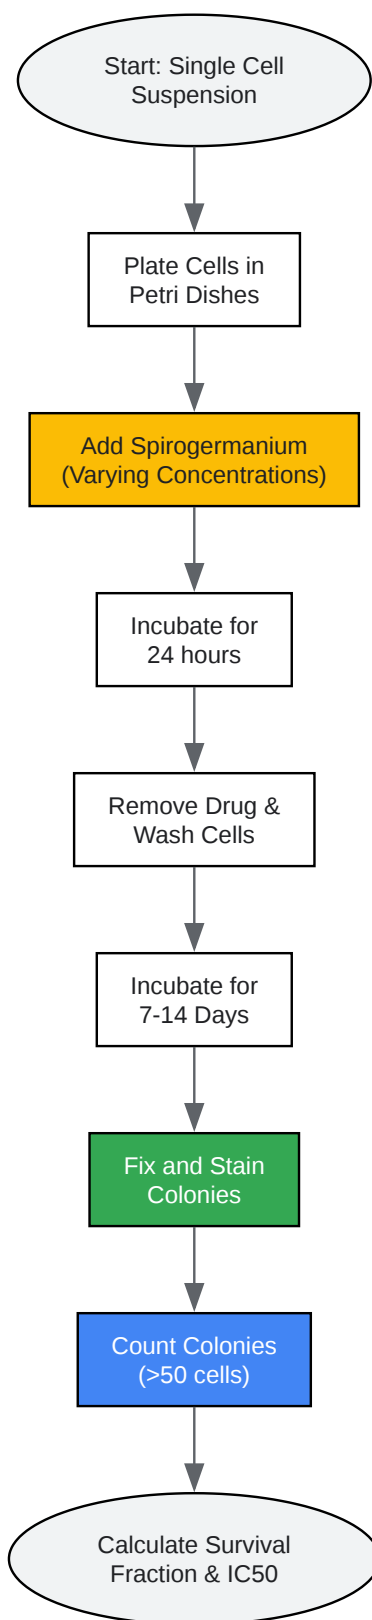 Start: Single Cell
Suspension
Plate Cells in
Petri Dishes
Add Spirogermanium
(Varying Concentrations)
Incubate for
24 hours
Remove Drug &
Wash Cells
Incubate for
7-14 Days
Fix and Stain
Colonies
Count Colonies
(>50 cells)
Calculate Survival
Fraction & IC50